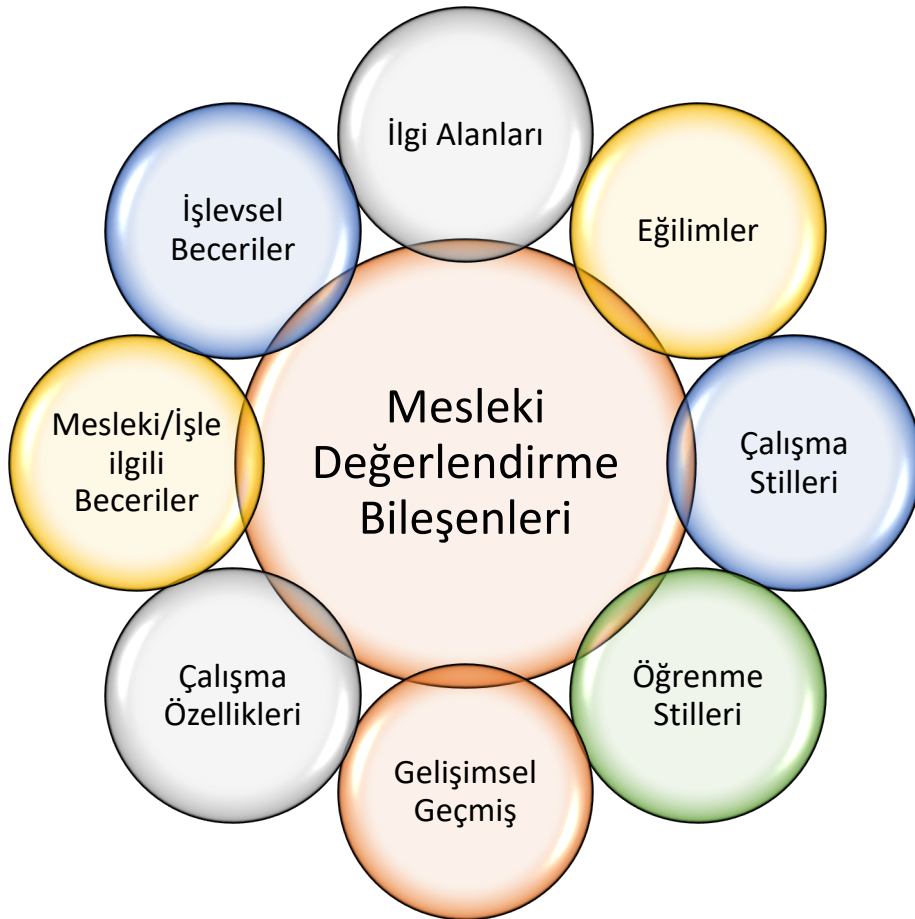 İlgi Alanları
Eğilimler
Çalışma
Stilleri
Öğrenme
Stilleri
Gelişimsel
Geçmiş
Çalışma
Özellikleri
Mesleki/İşle
ilgili
Beceriler
İşlevsel
Beceriler
Mesleki
Değerlendirme
Bileşenleri